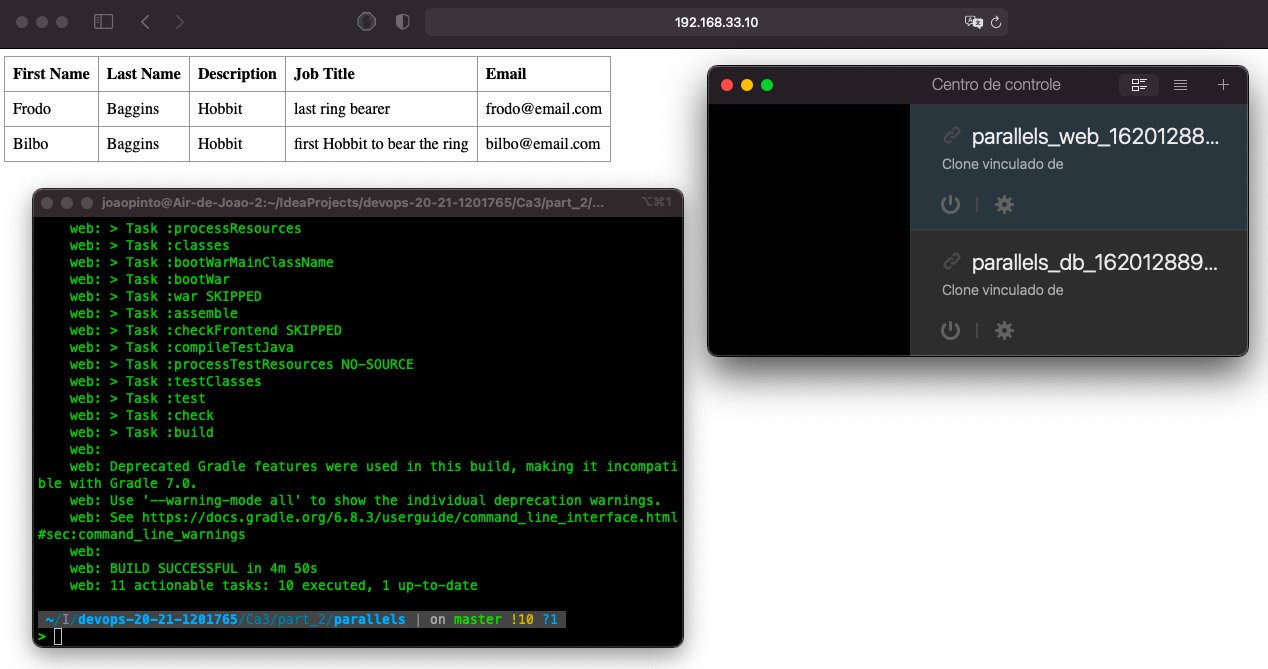 192.168.33.10
First Name Last Name Description Job Title Email
Frodo Baggins Hobbit last ring bearer frodo@email.com
Bilbo Baggins Hobbit first Hobbit to bear the ring bilbo@email.com
Centro de controle
parallels_web_16201288...
Clone vinculado de
parallels_db_162012889...
Clone vinculado de
joaopinto@Air-de-Joao-2:~/IdeaProjects/devops-20-21-1201765/Ca3/part_2/... ⌥⌘1
web: > Task :processResources
web: > Task :classes
web: > Task :bootWarMainClassName
web: > Task :bootWar
web: > Task :war SKIPPED
web: > Task :assemble
web: > Task :checkFrontend SKIPPED
web: > Task :compileTestJava
web: > Task :processTestResources NO-SOURCE
web: > Task :testClasses
web: > Task :test
web: > Task :check
web: > Task :build
web:
web: Deprecated Gradle features were used in this build, making it incompati
ble with Gradle 7.0.
web: Use '--warning-mode all' to show the individual deprecation warnings.
web: See https://docs.gradle.org/6.8.3/userguide/command_line_interface.html
#sec:command_line_warnings
web:
web: BUILD SUCCESSFUL in 4m 50s
web: 11 actionable tasks: 10 executed, 1 up-to-date
~/I/devops-20-21-1201765/Ca3/part_2/parallels | on master !10 ?1
>